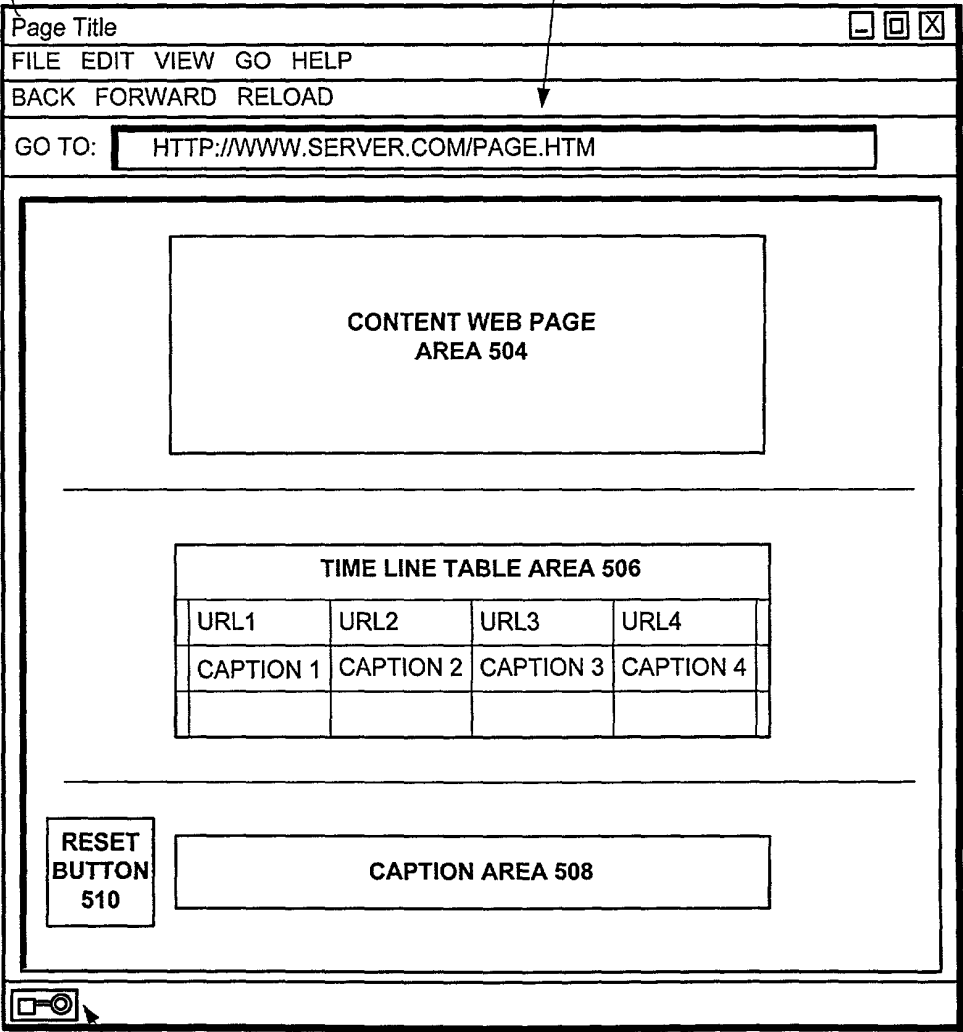 Page Title
FILE EDIT VIEW GO HELP
BACK FORWARD RELOAD
GO TO: HTTP://WWW.SERVER.COM/PAGE.HTM
CONTENT WEB PAGE
AREA 504
TIME LINE TABLE AREA 506
URL1 URL2 URL3 URL4
CAPTION 1 CAPTION 2 CAPTION 3 CAPTION 4
RESET
BUTTON
510
CAPTION AREA 508